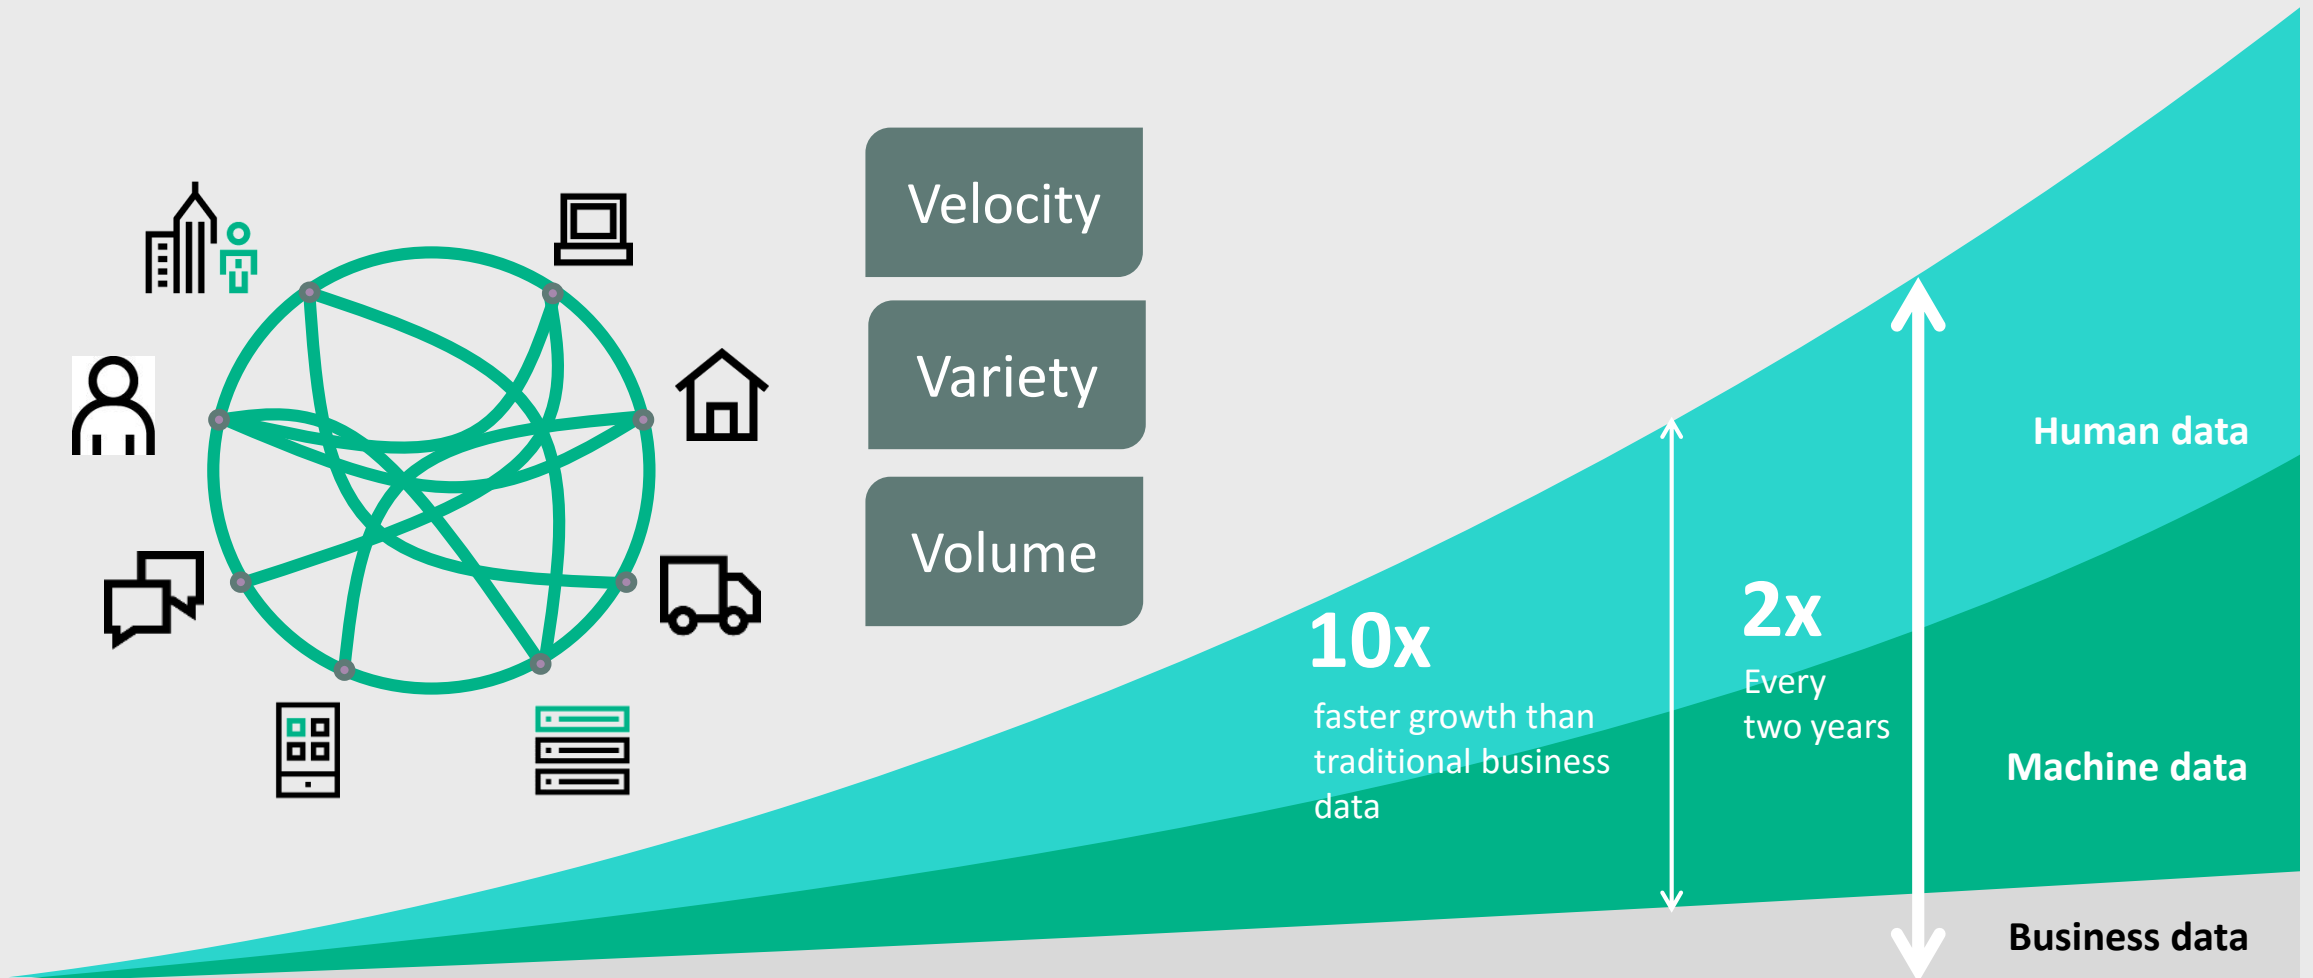 Velocity
Variety
Volume
10x
faster growth than
traditional business
data
2x
Every
two years
Human data
Machine data
Business data